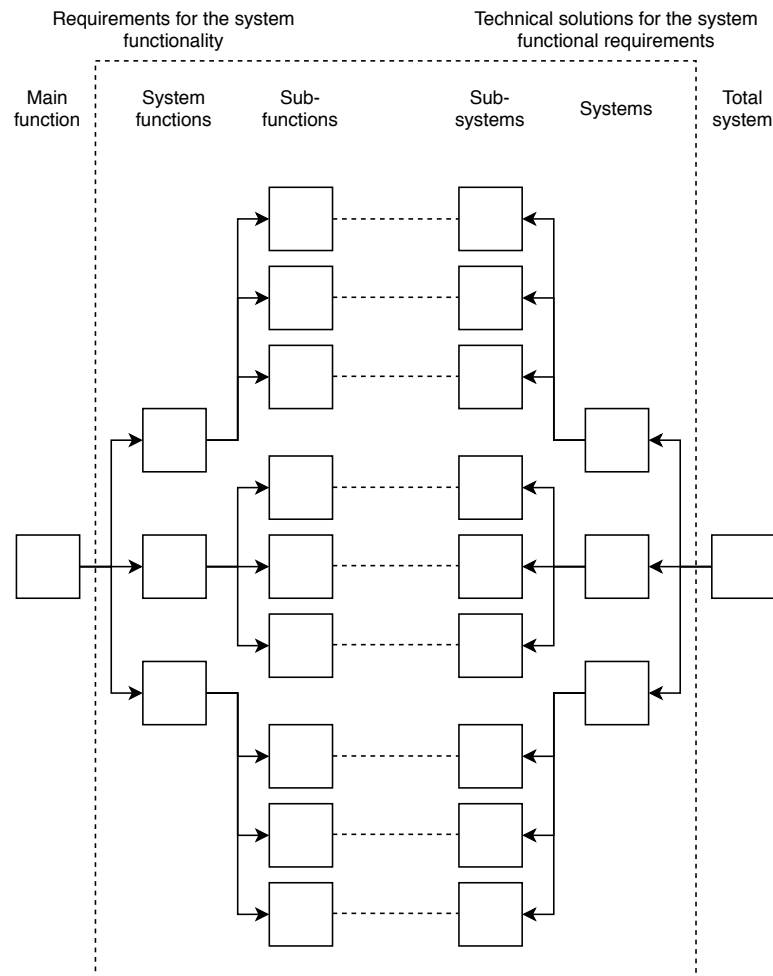 Requirements for the system
functionality
Technical solutions for the system
functional requirements
Main
function
System
functions
Sub-
functions
Sub-
systems
Systems
Total
system